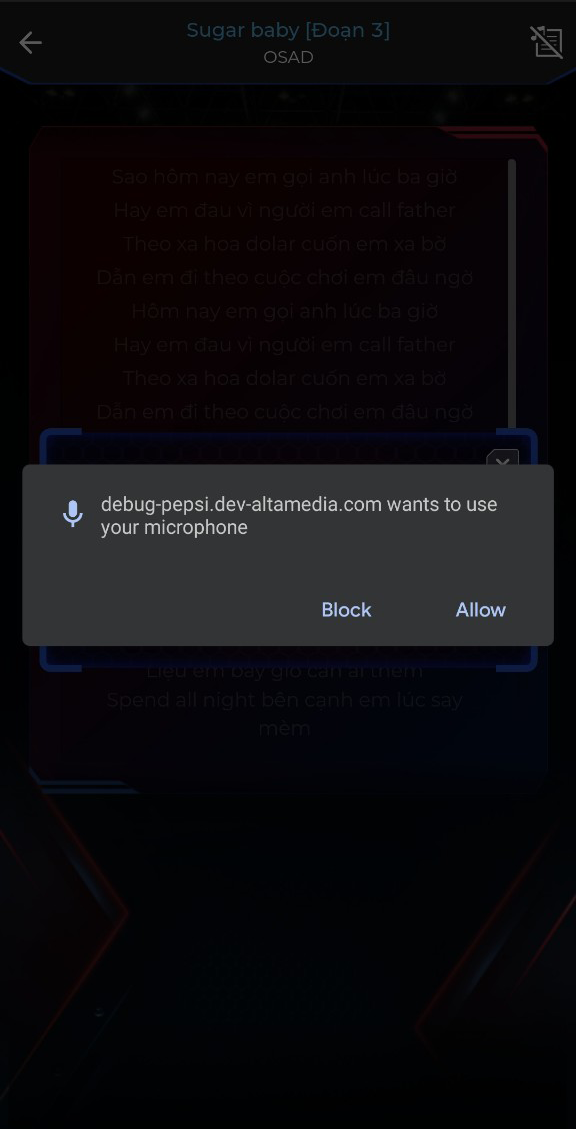 Sugar baby [Đoạn 3]
OSAD
Sao hôm nay em gọi anh lúc ba giờ
Hay em đau vì người em call father
Theo xa hoa dolar cuốn em xa bờ
Dẫn em đi theo cuộc chơi em đâu ngờ
Hôm nay em gọi anh lúc ba giờ
Hay em đau vì người em call father
Theo xa hoa dolar cuốn em xa bờ
Dẫn em đi theo cuộc chơi em đâu ngờ
debug-pepsi.dev-altamedia.com wants to use
your microphone
Block
Allow
Liệu em bây giờ cần ai thêm
Spend all night bên cạnh em lúc say
mèm